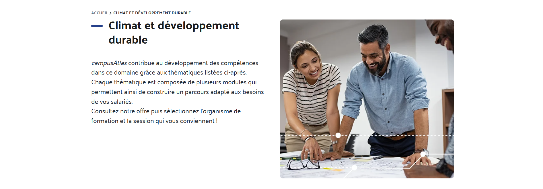 ACCUEIL > CLIMAT ET DÉVELOPPEMENT DURABLE
Climat et développement
durable
campusAtlas contribue au développement des compétences
dans ce domaine grâce aux thématiques listées ci-après.
Chaque thématique est composée de plusieurs modules qui
permettent ainsi de construire un parcours adapté aux besoins
de vos salariés.
Consultez notre offre puis sélectionnez l'organisme de
formation et la session qui vous conviennent !